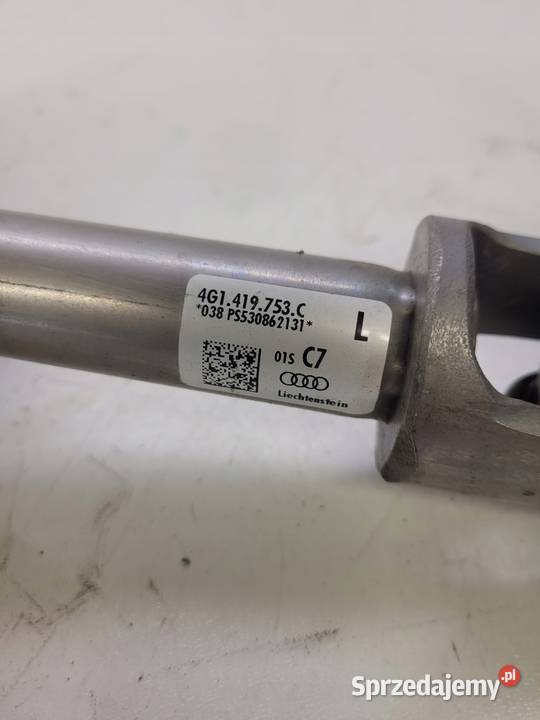 4G1.419.753.C
*038 PS530862131*
L
01S C7
Liechtenstein
Sprzedajemy.pl